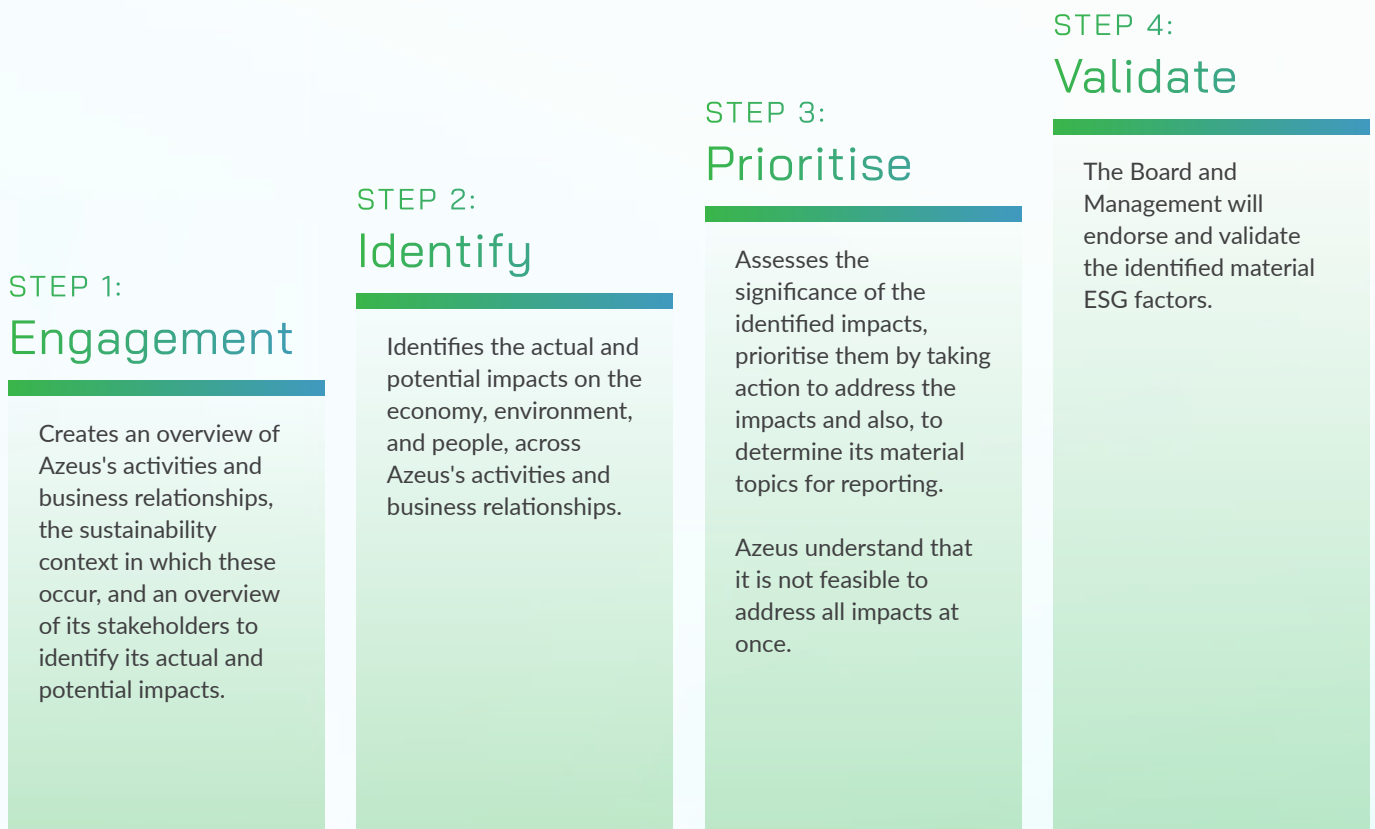 STEP 1:
Engagement
Creates an overview of
Azeus's activities and
business relationships,
the sustainability
context in which these
occur, and an overview
of its stakeholders to
identify its actual and
potential impacts.
STEP 2:
Identify
Identifies the actual and
potential impacts on the
economy, environment,
and people, across
Azeus's activities and
business relationships.
STEP 3:
Prioritise
Assesses the
significance of the
identified impacts,
prioritise them by taking
action to address the
impacts and also, to
determine its material
topics for reporting.
Azeus understand that
it is not feasible to
address all impacts at
once.
STEP 4:
Validate
The Board and
Management will
endorse and validate
the identified material
ESG factors.